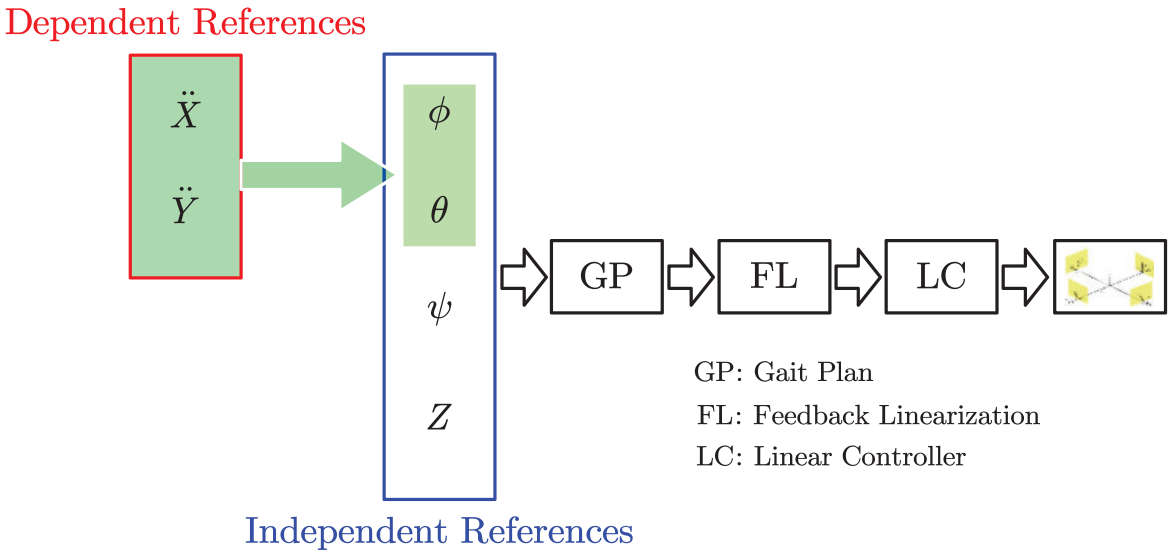 Dependent References
Ẍ
Ÿ
ϕ
θ
ψ
Z
GP
FL
LC
GP: Gait Plan
FL: Feedback Linearization
LC: Linear Controller
Independent References